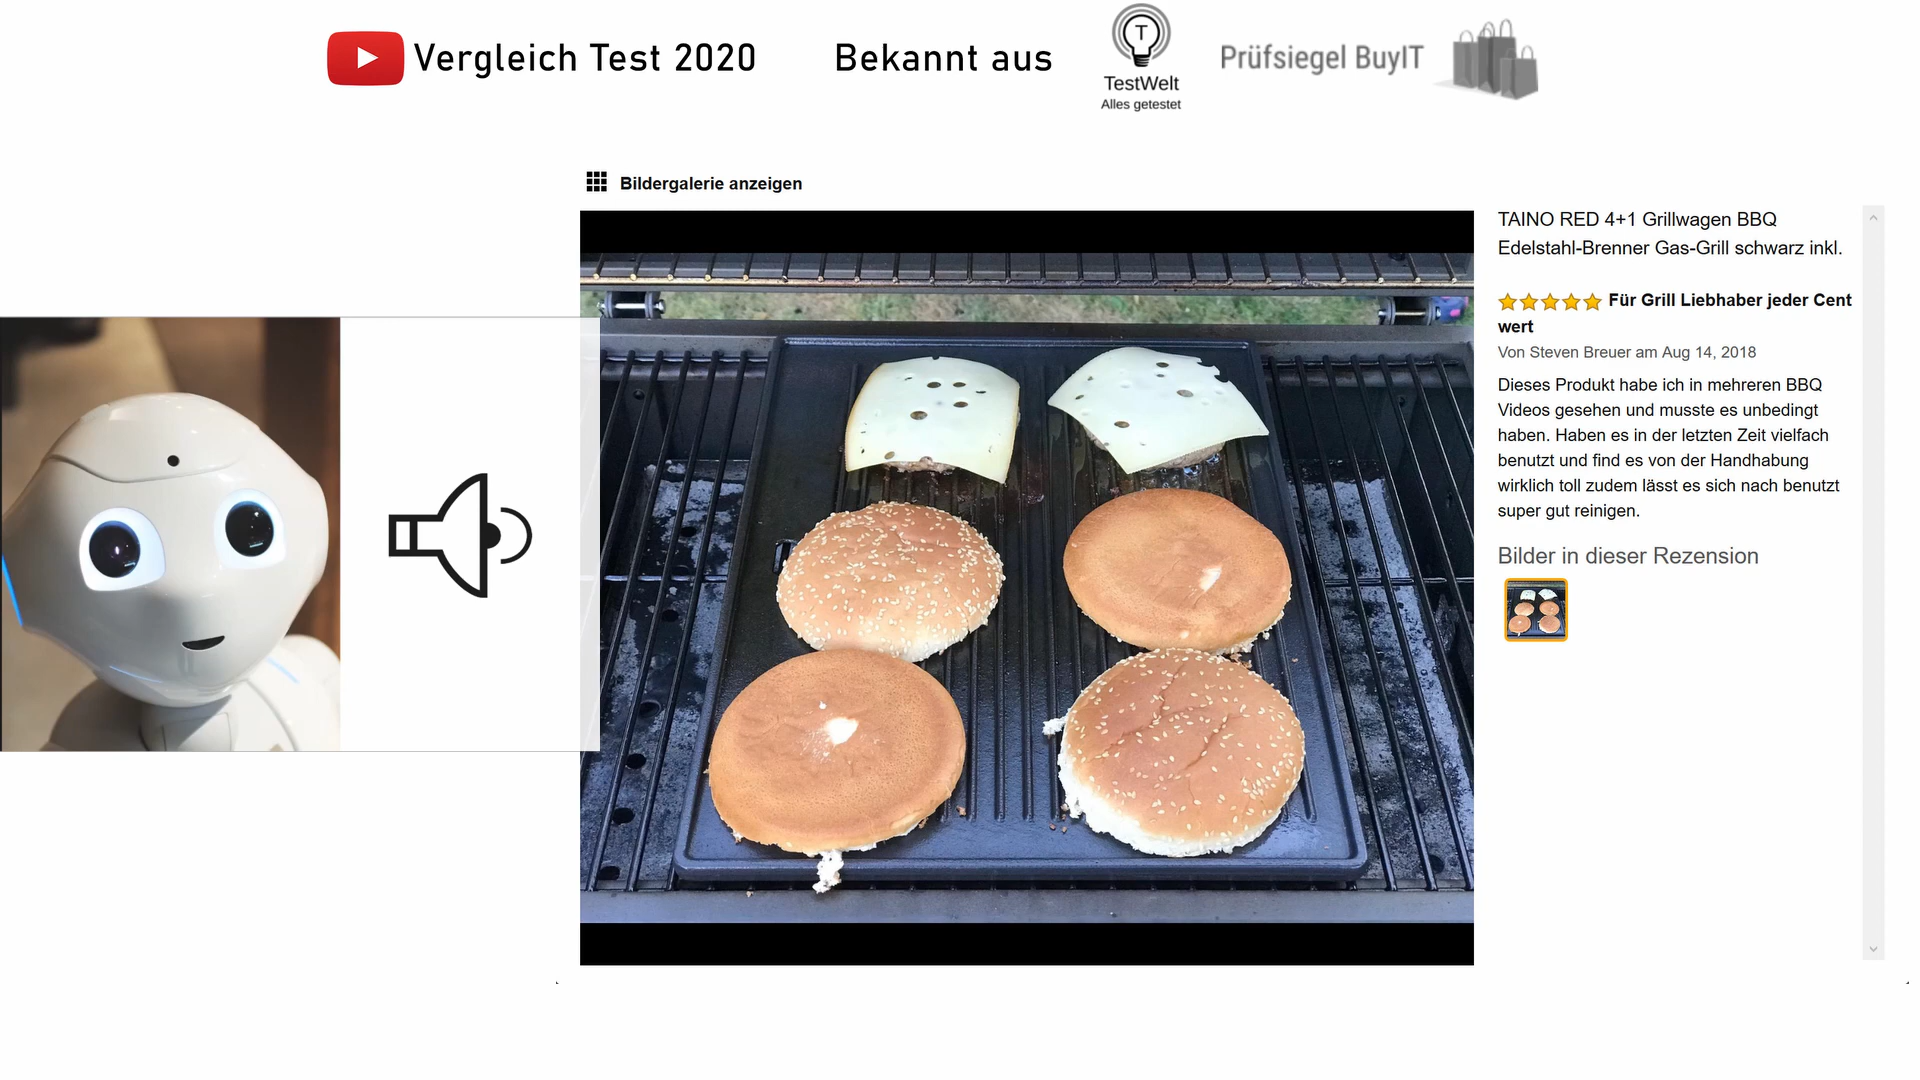 Vergleich Test 2020
Bekannt aus
T
TestWelt
Alles getestet
Prüfsiegel BuyIT
Bildergalerie anzeigen
TAINO RED 4+1 Grillwagen BBQ
Edelstahl-Brenner Gas-Grill schwarz inkl.
Für Grill Liebhaber jeder Cent
wert
Von Steven Breuer am Aug 14, 2018
Dieses Produkt habe ich in mehreren BBQ
Videos gesehen und musste es unbedingt
haben. Haben es in der letzten Zeit vielfach
benutzt und find es von der Handhabung
wirklich toll zudem lässt es sich nach benutzt
super gut reinigen.
Bilder in dieser Rezension